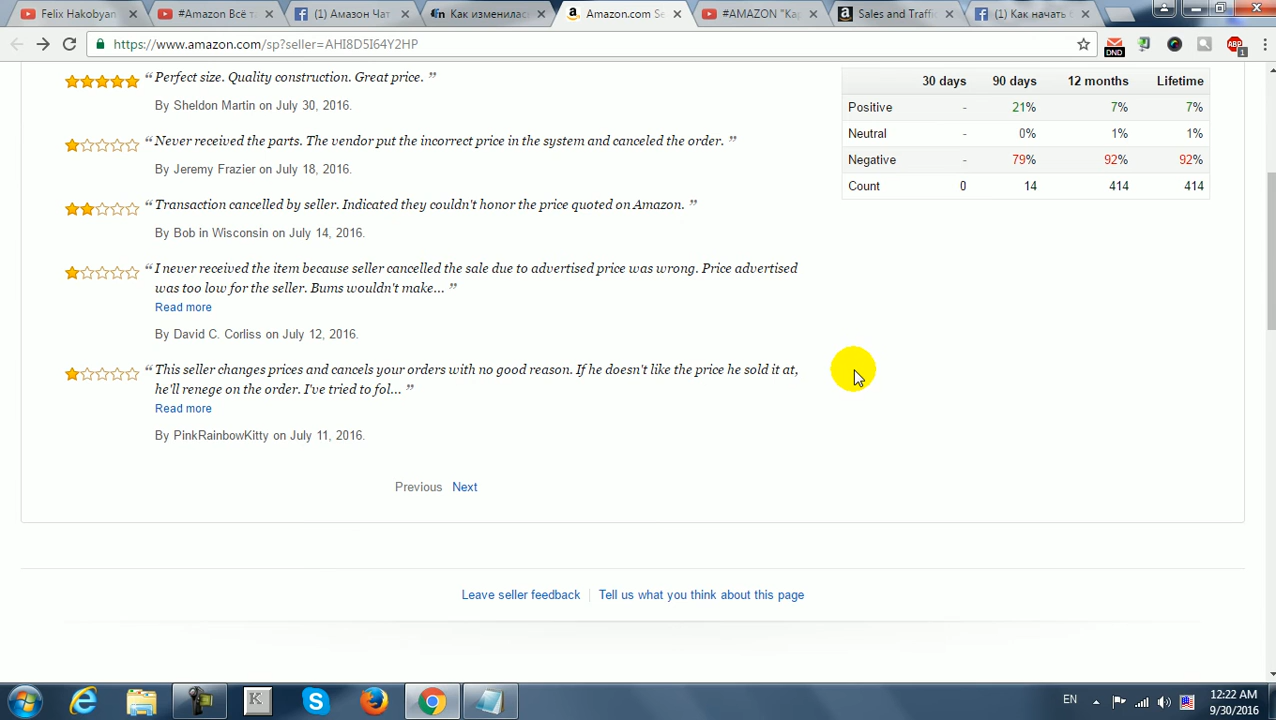 Felix Hakobyan
#Amazon Всё т
(1) Амазон Чат
Как изменилас
Amazon.com Se
#AMAZON "Ка
Sales and Traffi
(1) Как начать б
https://www.amazon.com/sp?seller=AHI8D5I64Y2HP
DND
ABP
1
“ Perfect size. Quality construction. Great price. ”
By Sheldon Martin on July 30, 2016.
“ Never received the parts. The vendor put the incorrect price in the system and canceled the order. ”
By Jeremy Frazier on July 18, 2016.
“ Transaction cancelled by seller. Indicated they couldn't honor the price quoted on Amazon. ”
By Bob in Wisconsin on July 14, 2016.
“ I never received the item because seller cancelled the sale due to advertised price was wrong. Price advertised
was too low for the seller. Bums wouldn't make... ”
Read more
By David C. Corliss on July 12, 2016.
“ This seller changes prices and cancels your orders with no good reason. If he doesn't like the price he sold it at,
he'll renege on the order. I've tried to fol... ”
Read more
By PinkRainbowKitty on July 11, 2016.
Previous Next
30 days 90 days 12 months Lifetime
Positive - 21% 7% 7%
Neutral - 0% 1% 1%
Negative - 79% 92% 92%
Count 0 14 414 414
Leave seller feedback Tell us what you think about this page
EN
12:22 AM
9/30/2016